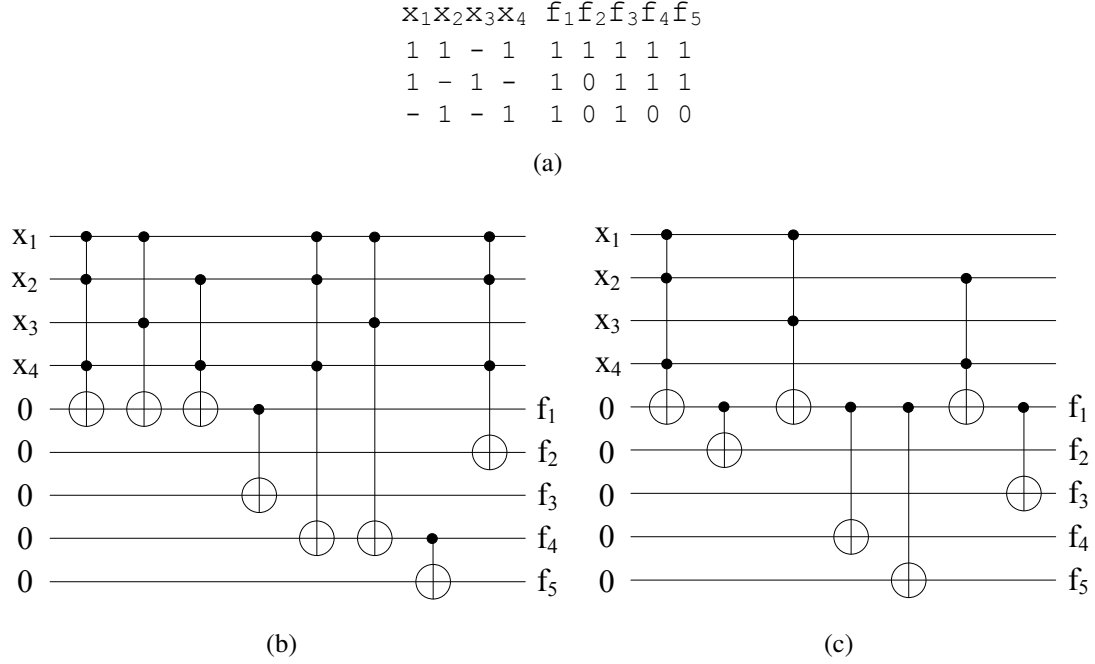 x₁x₂x₃x₄ f₁f₂f₃f₄f₅
1 1 - 1 1 1 1 1 1
1 - 1 - 1 0 1 1 1
- 1 - 1 1 0 1 0 0
(a)
x₁ x₁
x₂ x₂
x₃ x₃
x₄ x₄
0 f₁ 0 f₁
0 f₂ 0 f₂
0 f₃ 0 f₃
0 f₄ 0 f₄
0 f₅ 0 f₅
(b) (c)